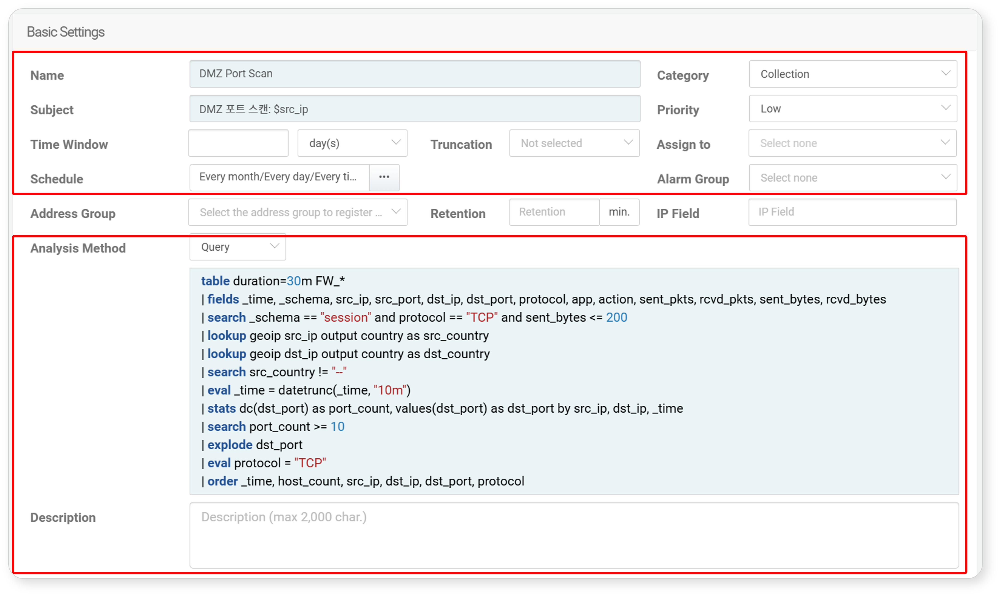 Basic Settings
Name DMZ Port Scan Category Collection
Subject DMZ 포트 스캔: $src_ip Priority Low
Time Window day(s) Truncation Not selected Assign to Select none
Schedule Every month/Every day/Every ti... ••• Alarm Group Select none
Address Group Select the address group to register ... Retention Retention min. IP Field IP Field
Analysis Method Query
table duration=30m FW_*
| fields _time, _schema, src_ip, src_port, dst_ip, dst_port, protocol, app, action, sent_pkts, rcvd_pkts, sent_bytes, rcvd_bytes
| search _schema == "session" and protocol == "TCP" and sent_bytes <= 200
| lookup geoip src_ip output country as src_country
| lookup geoip dst_ip output country as dst_country
| search src_country != "--"
| eval _time = datetrunc(_time, "10m")
| stats dc(dst_port) as port_count, values(dst_port) as dst_port by src_ip, dst_ip, _time
| search port_count >= 10
| explode dst_port
| eval protocol = "TCP"
| order _time, host_count, src_ip, dst_ip, dst_port, protocol
Description Description (max 2,000 char.)